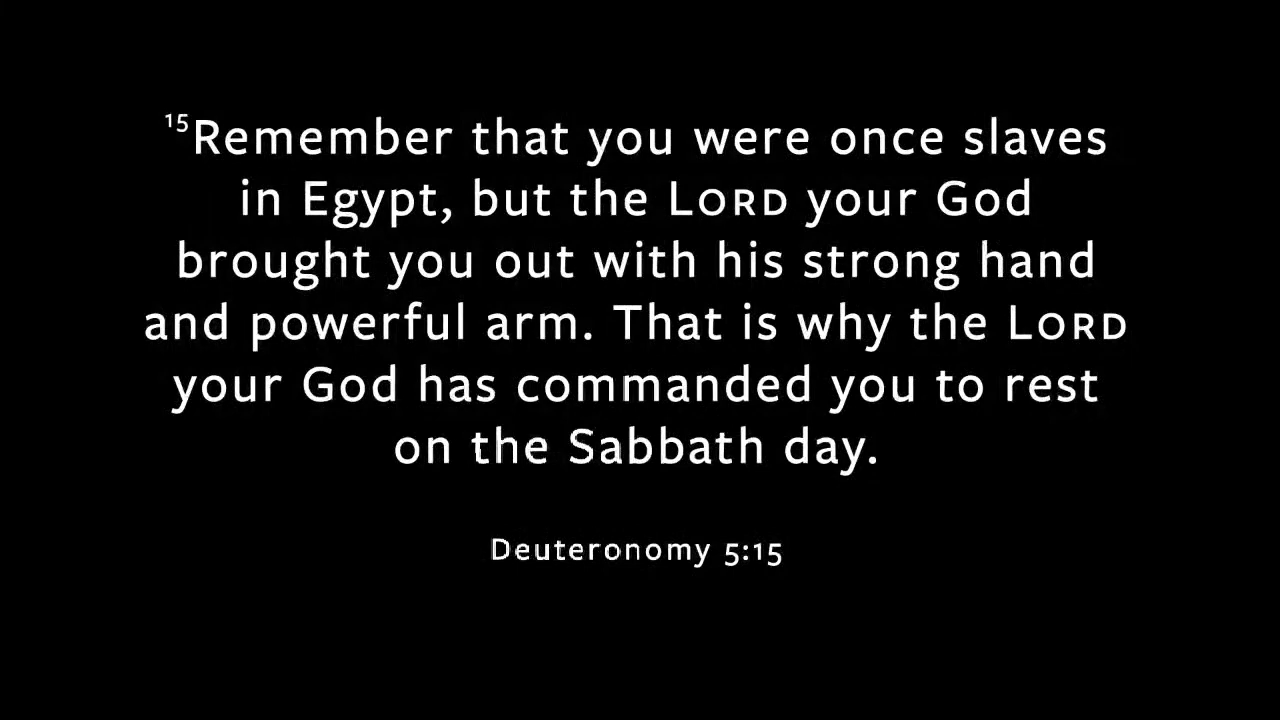 ¹⁵Remember that you were once slaves
in Egypt, but the LORD your God
brought you out with his strong hand
and powerful arm. That is why the LORD
your God has commanded you to rest
on the Sabbath day.
Deuteronomy 5:15